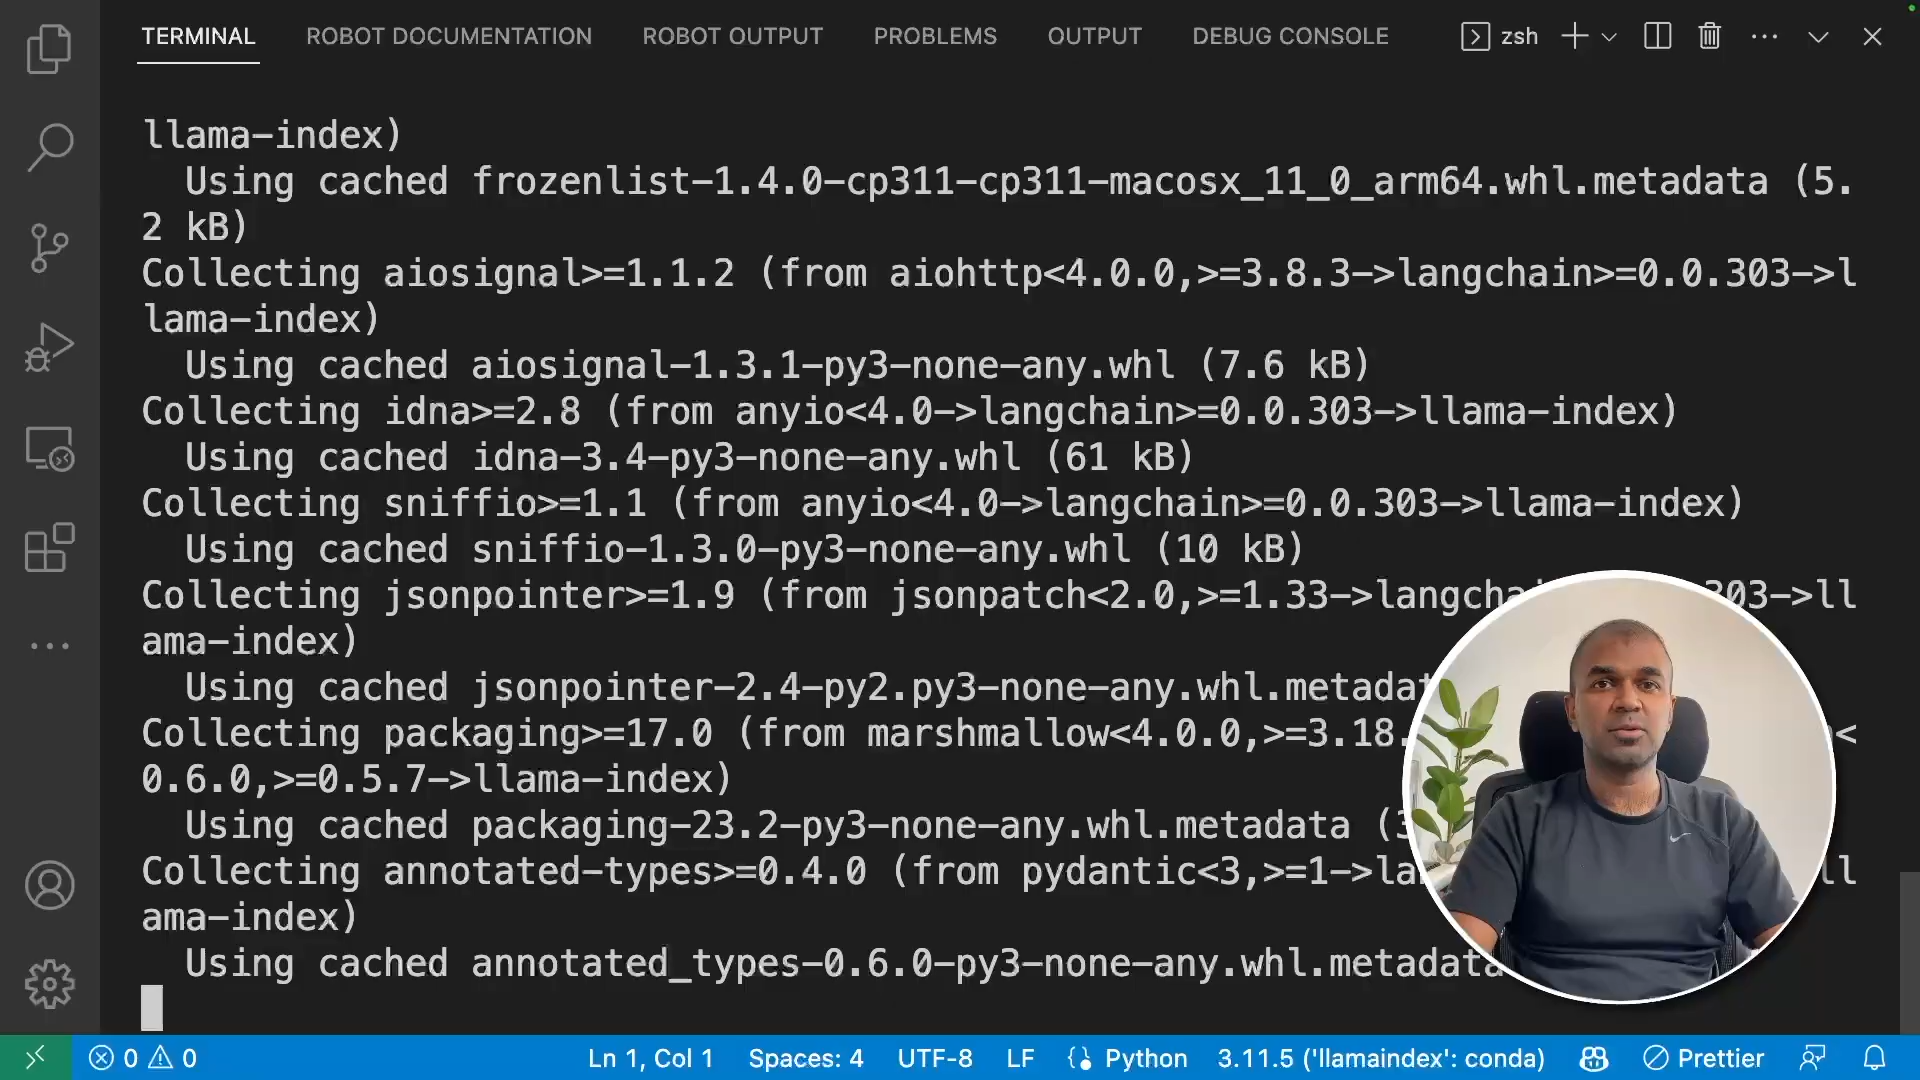 TERMINAL ROBOT DOCUMENTATION ROBOT OUTPUT PROBLEMS OUTPUT DEBUG CONSOLE zsh
llama-index)
Using cached frozenlist-1.4.0-cp311-cp311-macosx_11_0_arm64.whl.metadata (5.
2 kB)
Collecting aiosignal>=1.1.2 (from aiohttp<4.0.0,>=3.8.3->langchain>=0.0.303->l
lama-index)
Using cached aiosignal-1.3.1-py3-none-any.whl (7.6 kB)
Collecting idna>=2.8 (from anyio<4.0->langchain>=0.0.303->llama-index)
Using cached idna-3.4-py3-none-any.whl (61 kB)
Collecting sniffio>=1.1 (from anyio<4.0->langchain>=0.0.303->llama-index)
Using cached sniffio-1.3.0-py3-none-any.whl (10 kB)
Collecting jsonpointer>=1.9 (from jsonpatch<2.0,>=1.33->langcha 303->ll
ama-index)
Using cached jsonpointer-2.4-py2.py3-none-any.whl.metadat
Collecting packaging>=17.0 (from marshmallow<4.0.0,>=3.18. <
0.6.0,>=0.5.7->llama-index)
Using cached packaging-23.2-py3-none-any.whl.metadata (3
Collecting annotated-types>=0.4.0 (from pydantic<3,>=1->la ll
ama-index)
Using cached annotated_types-0.6.0-py3-none-any.whl.metadata
0 0 Ln 1, Col 1 Spaces: 4 UTF-8 LF Python 3.11.5 ('llamaindex': conda) Prettier